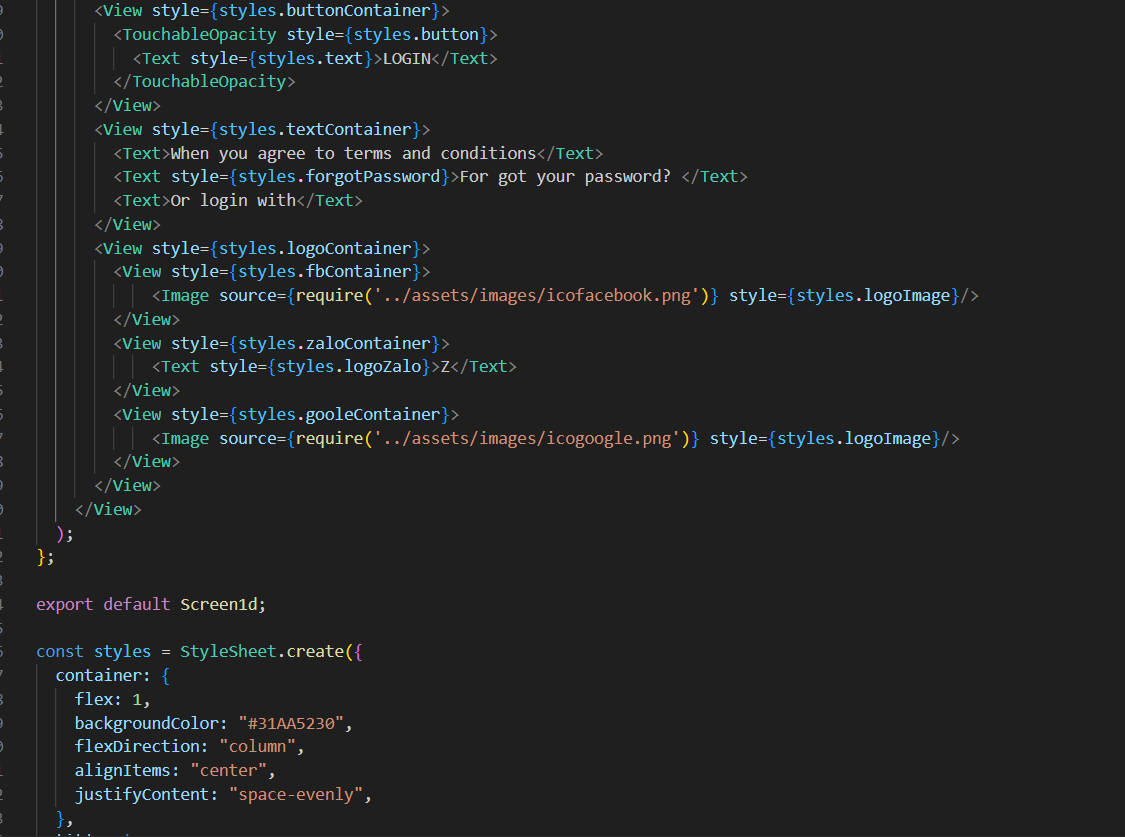 <View style={styles.buttonContainer}>
<TouchableOpacity style={styles.button}>
<Text style={styles.text}>LOGIN</Text>
</TouchableOpacity>
</View>
<View style={styles.textContainer}>
<Text>When you agree to terms and conditions</Text>
<Text style={styles.forgotPassword}>For got your password? </Text>
<Text>Or login with</Text>
</View>
<View style={styles.logoContainer}>
<View style={styles.fbContainer}>
<Image source={require('../assets/images/icofacebook.png')} style={styles.logoImage}/>
</View>
<View style={styles.zaloContainer}>
<Text style={styles.logoZalo}>Z</Text>
</View>
<View style={styles.gooleContainer}>
<Image source={require('../assets/images/icogoogle.png')} style={styles.logoImage}/>
</View>
</View>
</View>
);
};
export default Screen1d;
const styles = StyleSheet.create({
container: {
flex: 1,
backgroundColor: "#31AA5230",
flexDirection: "column",
alignItems: "center",
justifyContent: "space-evenly",
},